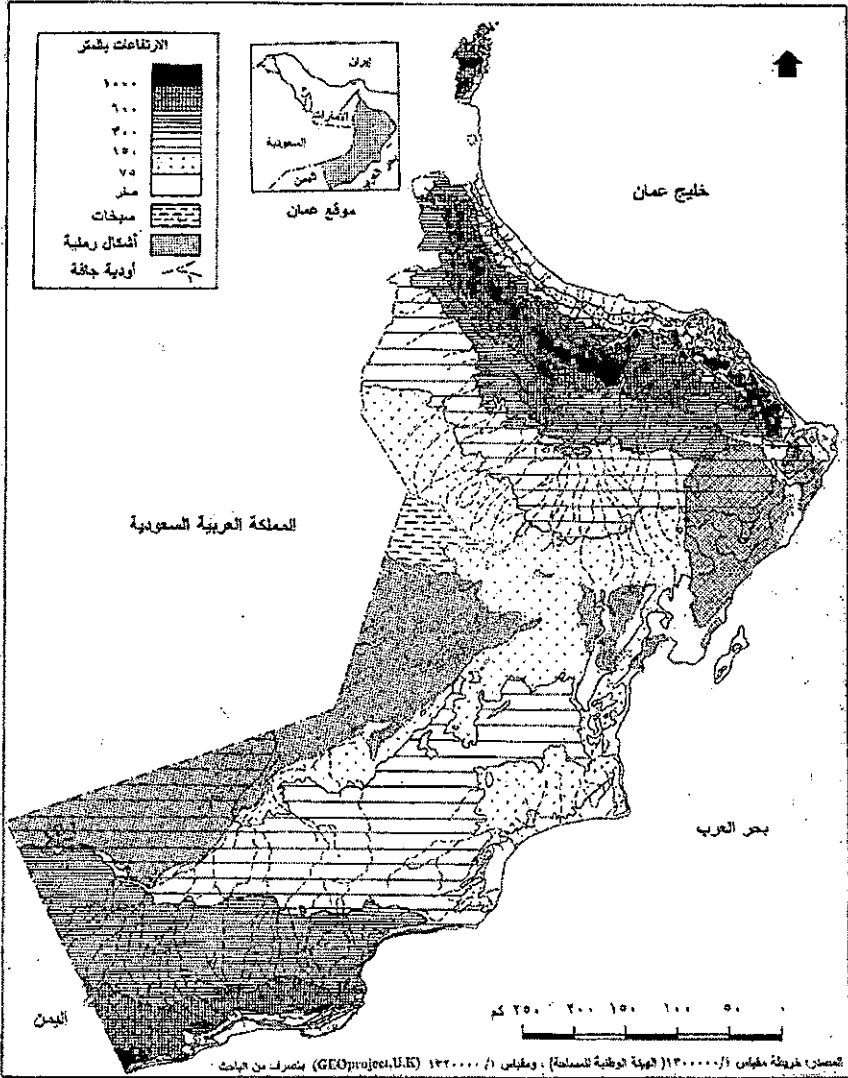 الارتفاعات بالمتر
١٠٠٠
٦٠٠
٣٠٠
١٥٠
٧٥
صفر
سبخات
أشكال رملية
أودية جافة
إيران
الامارات
السعودية
اليمن
موقع عمان
خليج عمان
المملكة العربية السعودية
بحر العرب
اليمن
٢٥٠ كم ٢٠٠ ١٥٠ ١٠٠ ٥٠ ٠
المصدر: خريطة مقياس ١٣٠٠٠٠٠/١ (الهيئة الوطنية للمساحة) ، ومقياس ١٣٢٠٠٠٠/١ (GEOproject,U.K) بتصرف من الباحث